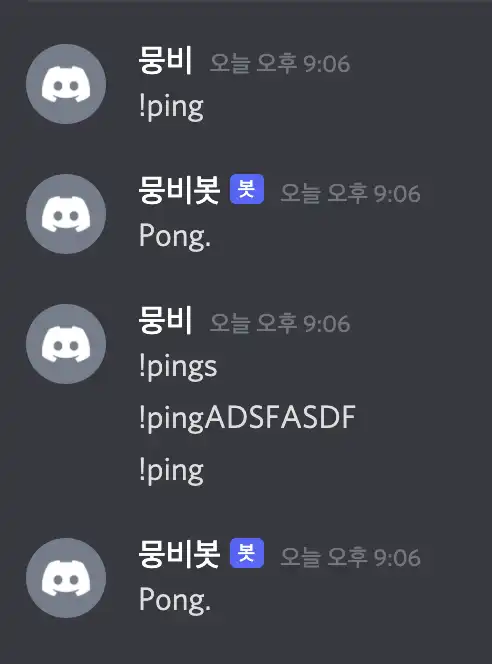 뭉비 오늘 오후 9:06
!ping
뭉비봇 봇 오늘 오후 9:06
Pong.
뭉비 오늘 오후 9:06
!pings
!pingADSFASDF
!ping
뭉비봇 봇 오늘 오후 9:06
Pong.